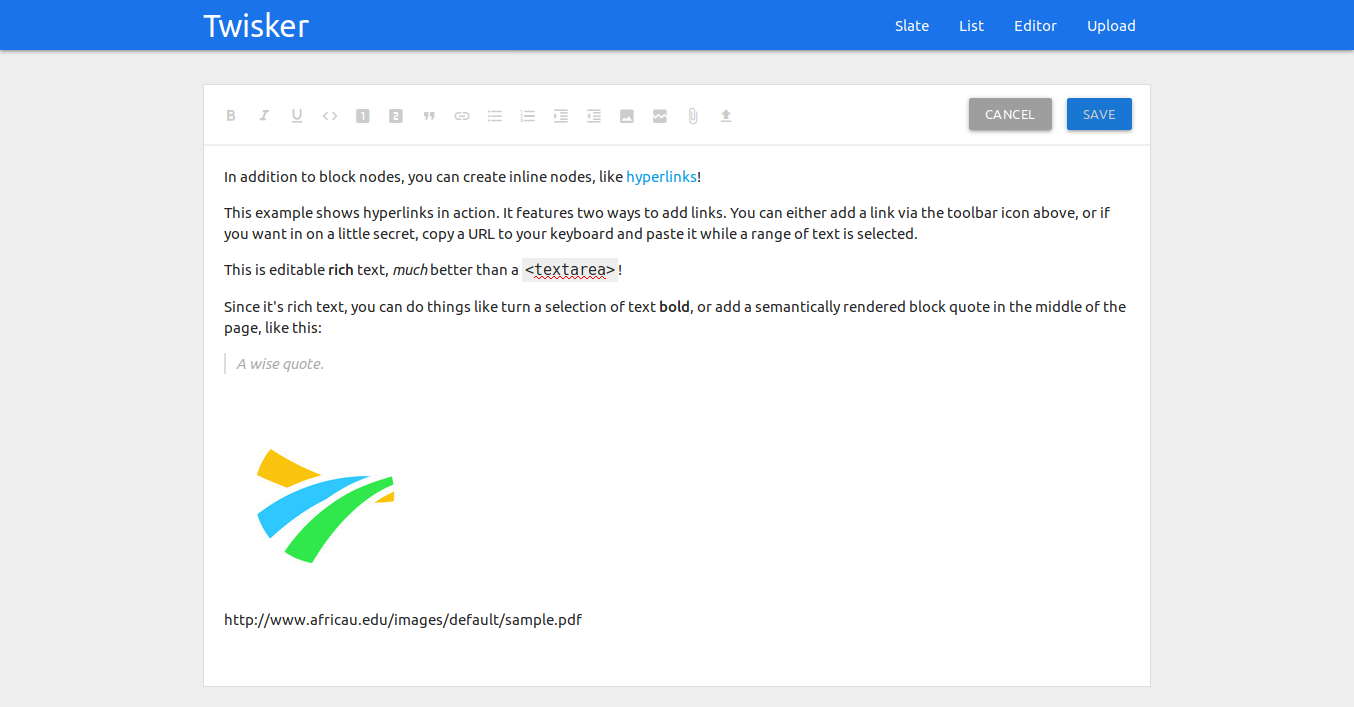 Twisker
Slate List Editor Upload
B I U <> 1 2 ”
CANCEL SAVE
In addition to block nodes, you can create inline nodes, like hyperlinks!
This example shows hyperlinks in action. It features two ways to add links. You can either add a link via the toolbar icon above, or if
you want in on a little secret, copy a URL to your keyboard and paste it while a range of text is selected.
This is editable rich text, much better than a <textarea>!
Since it's rich text, you can do things like turn a selection of text bold, or add a semantically rendered block quote in the middle of the
page, like this:
A wise quote.
http://www.africau.edu/images/default/sample.pdf